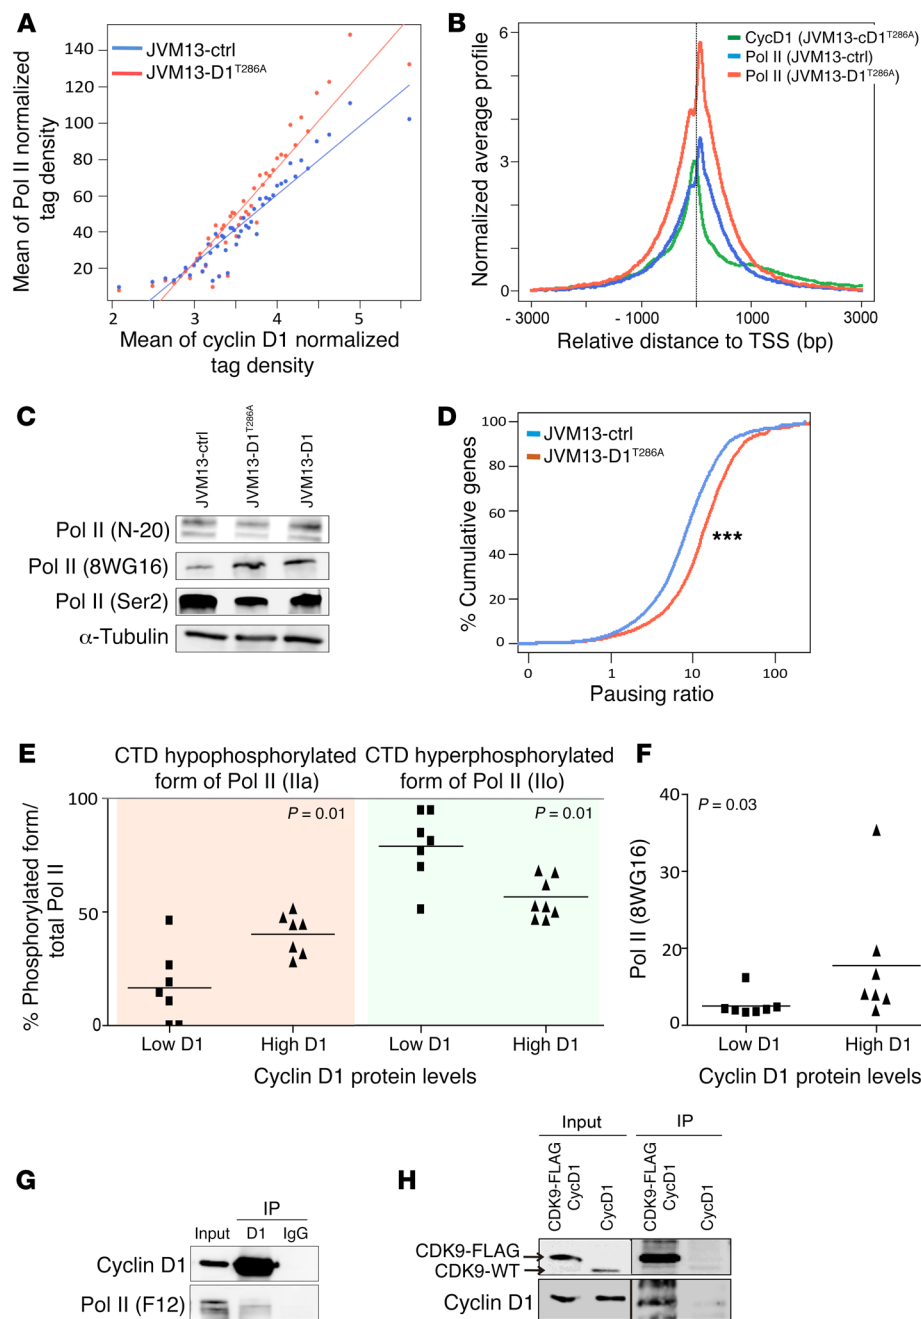 A
JVM13-ctrl
JVM13-D1T286A
Mean of Pol II normalized
tag density
140
120
100
80
60
40
20
2
3
4
5
Mean of cyclin D1 normalized
tag density
B
CycD1 (JVM13-cD1T286A)
Pol II (JVM13-ctrl)
Pol II (JVM13-D1T286A)
Normalized average profile
6
3
0
- 3000
- 1000
0
1000
3000
Relative distance to TSS (bp)
C
JVM13-ctrl
JVM13-D1T286A
JVM13-D1
Pol II (N-20)
Pol II (8WG16)
Pol II (Ser2)
α-Tubulin
D
JVM13-ctrl
JVM13-D1T286A
% Cumulative genes
100
80
60
40
20
0
***
0
1
10
100
Pausing ratio
E
CTD hypophosphorylated
form of Pol II (IIa)
CTD hyperphosphorylated
form of Pol II (IIo)
P = 0.01
P = 0.01
% Phosphorylated form/
total Pol II
100
50
0
Low D1
High D1
Low D1
High D1
Cyclin D1 protein levels
F
P = 0.03
Pol II (8WG16)
40
30
20
0
Low D1
High D1
Cyclin D1 protein levels
G
IP
Input
D1
IgG
Cyclin D1
Pol II (F12)
H
Input
IP
CDK9-FLAG
CycD1
CycD1
CDK9-FLAG
CycD1
CycD1
CDK9-FLAG
CDK9-WT
Cyclin D1